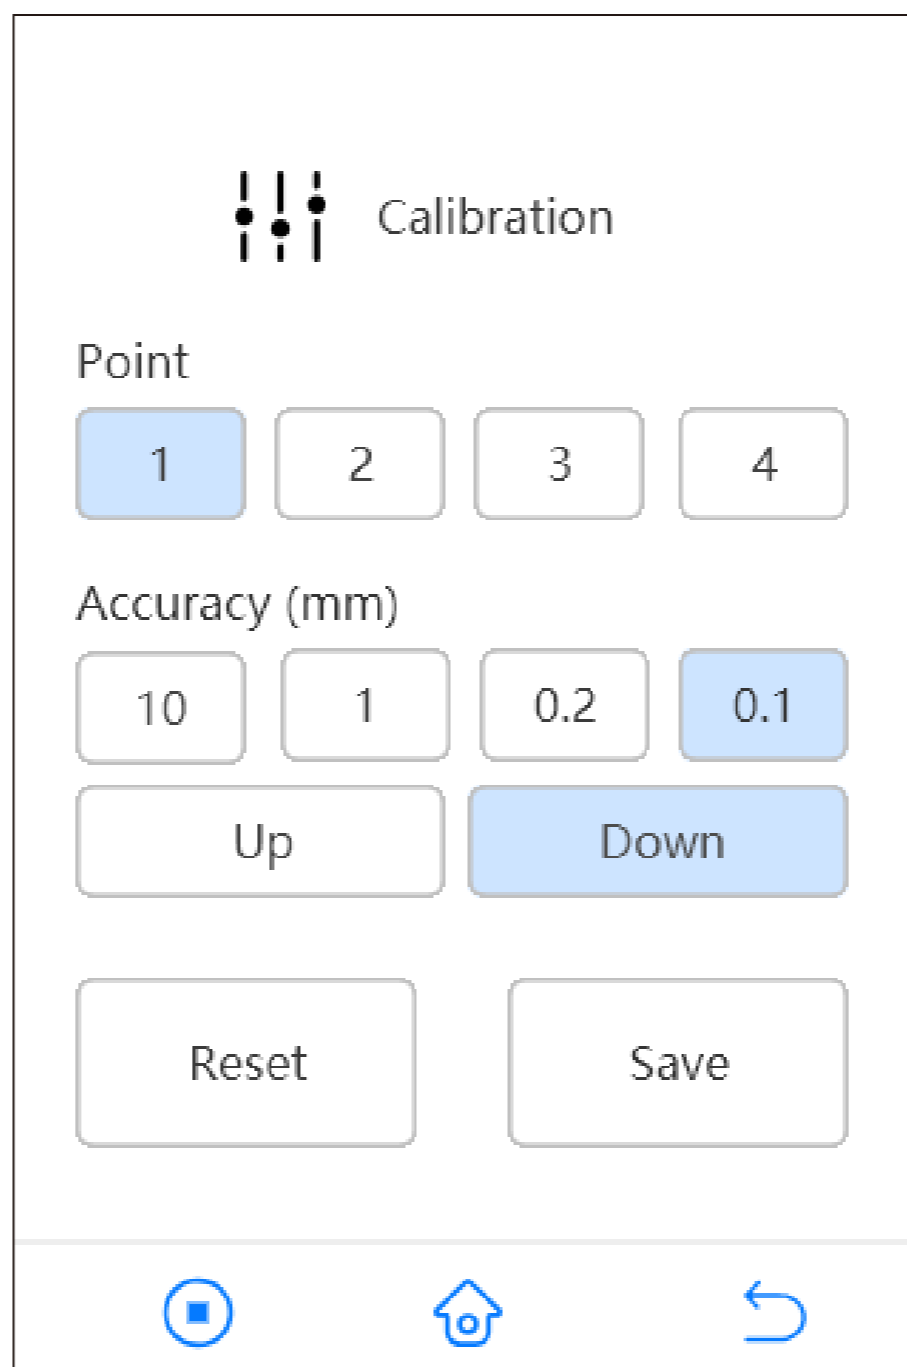 Calibration
Point
1 2 3 4
Accuracy (mm)
10 1 0.2 0.1
Up Down
Reset Save